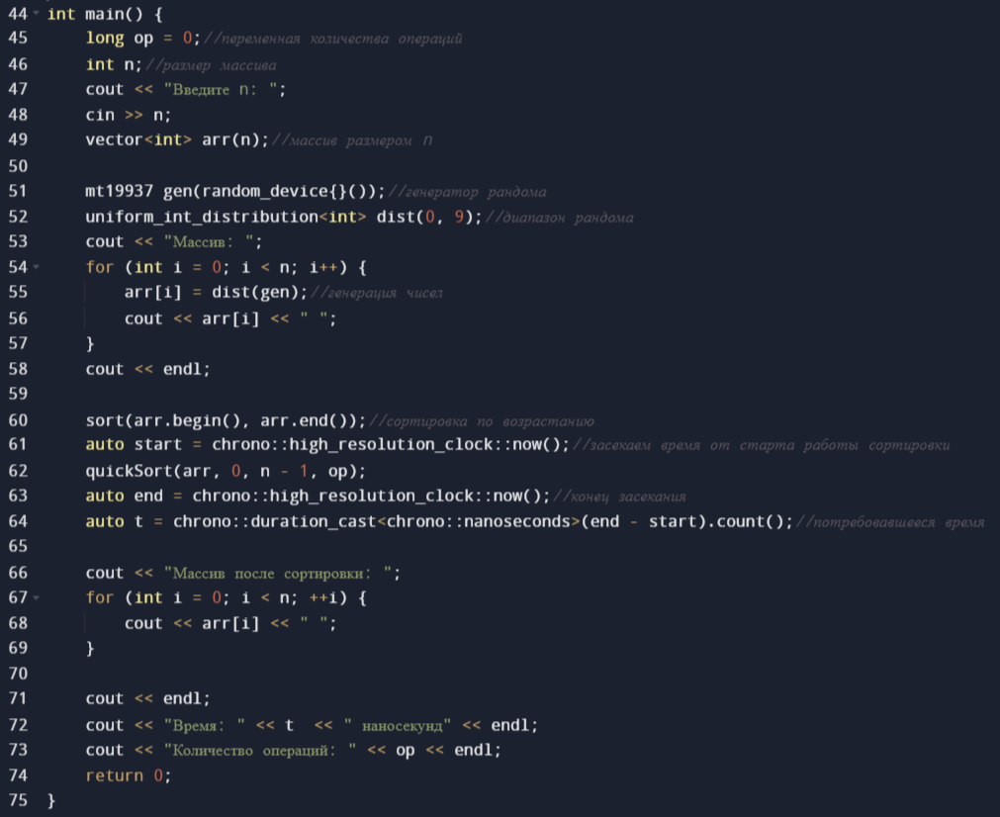 44 int main() {
45 long op = 0;//переменная количества операций
46 int n;//размер массива
47 cout << "Введите n: ";
48 cin >> n;
49 vector<int> arr(n);//массив размером n
50
51 mt19937 gen(random_device{}());//генератор рандома
52 uniform_int_distribution<int> dist(0, 9);//диапазон рандома
53 cout << "Массив: ";
54 for (int i = 0; i < n; i++) {
55 arr[i] = dist(gen);//генерация чисел
56 cout << arr[i] << " ";
57 }
58 cout << endl;
59
60 sort(arr.begin(), arr.end());//сортировка по возрастанию
61 auto start = chrono::high_resolution_clock::now();//засекаем время от старта работы сортировки
62 quickSort(arr, 0, n - 1, op);
63 auto end = chrono::high_resolution_clock::now();//конец засекания
64 auto t = chrono::duration_cast<chrono::nanoseconds>(end - start).count();//потребовавшееся время
65
66 cout << "Массив после сортировки: ";
67 for (int i = 0; i < n; ++i) {
68 cout << arr[i] << " ";
69 }
70
71 cout << endl;
72 cout << "Время: " << t  << " наносекунд" << endl;
73 cout << "Количество операций: " << op << endl;
74 return 0;
75 }